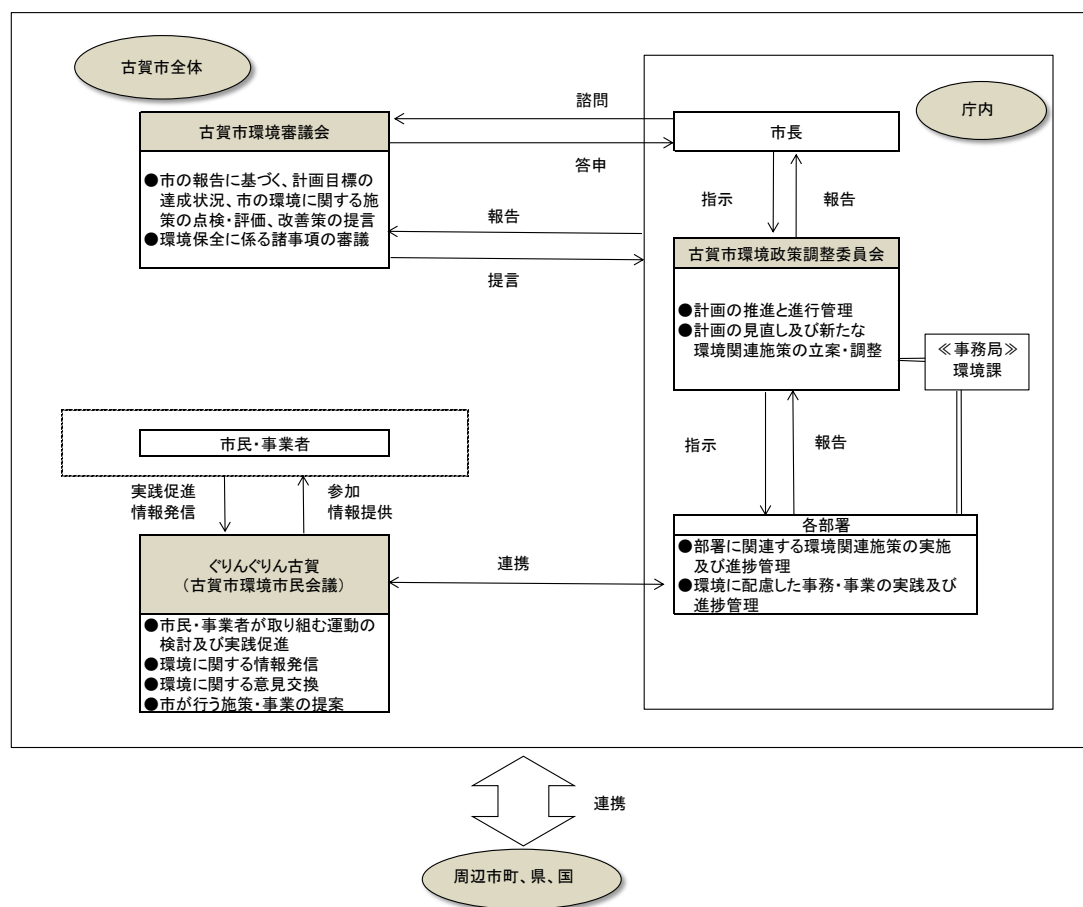 古賀市全体
庁内
諮問
古賀市環境審議会
市長
答申
●市の報告に基づく、計画目標の
達成状況、市の環境に関する施
策の点検・評価、改善策の提言
●環境保全に係る諸事項の審議
指示
報告
報告
提言
古賀市環境政策調整委員会
●計画の推進と進行管理
●計画の見直し及び新たな
環境関連施策の立案・調整
≪事務局≫
環境課
市民・事業者
指示
報告
実践促進
情報発信
参加
情報提供
各部署
●部署に関連する環境関連施策の実施
及び進捗管理
●環境に配慮した事務・事業の実践及び
進捗管理
連携
ぐりんぐりん古賀
（古賀市環境市民会議）
●市民・事業者が取り組む運動の
検討及び実践促進
●環境に関する情報発信
●環境に関する意見交換
●市が行う施策・事業の提案
連携
周辺市町、県、国